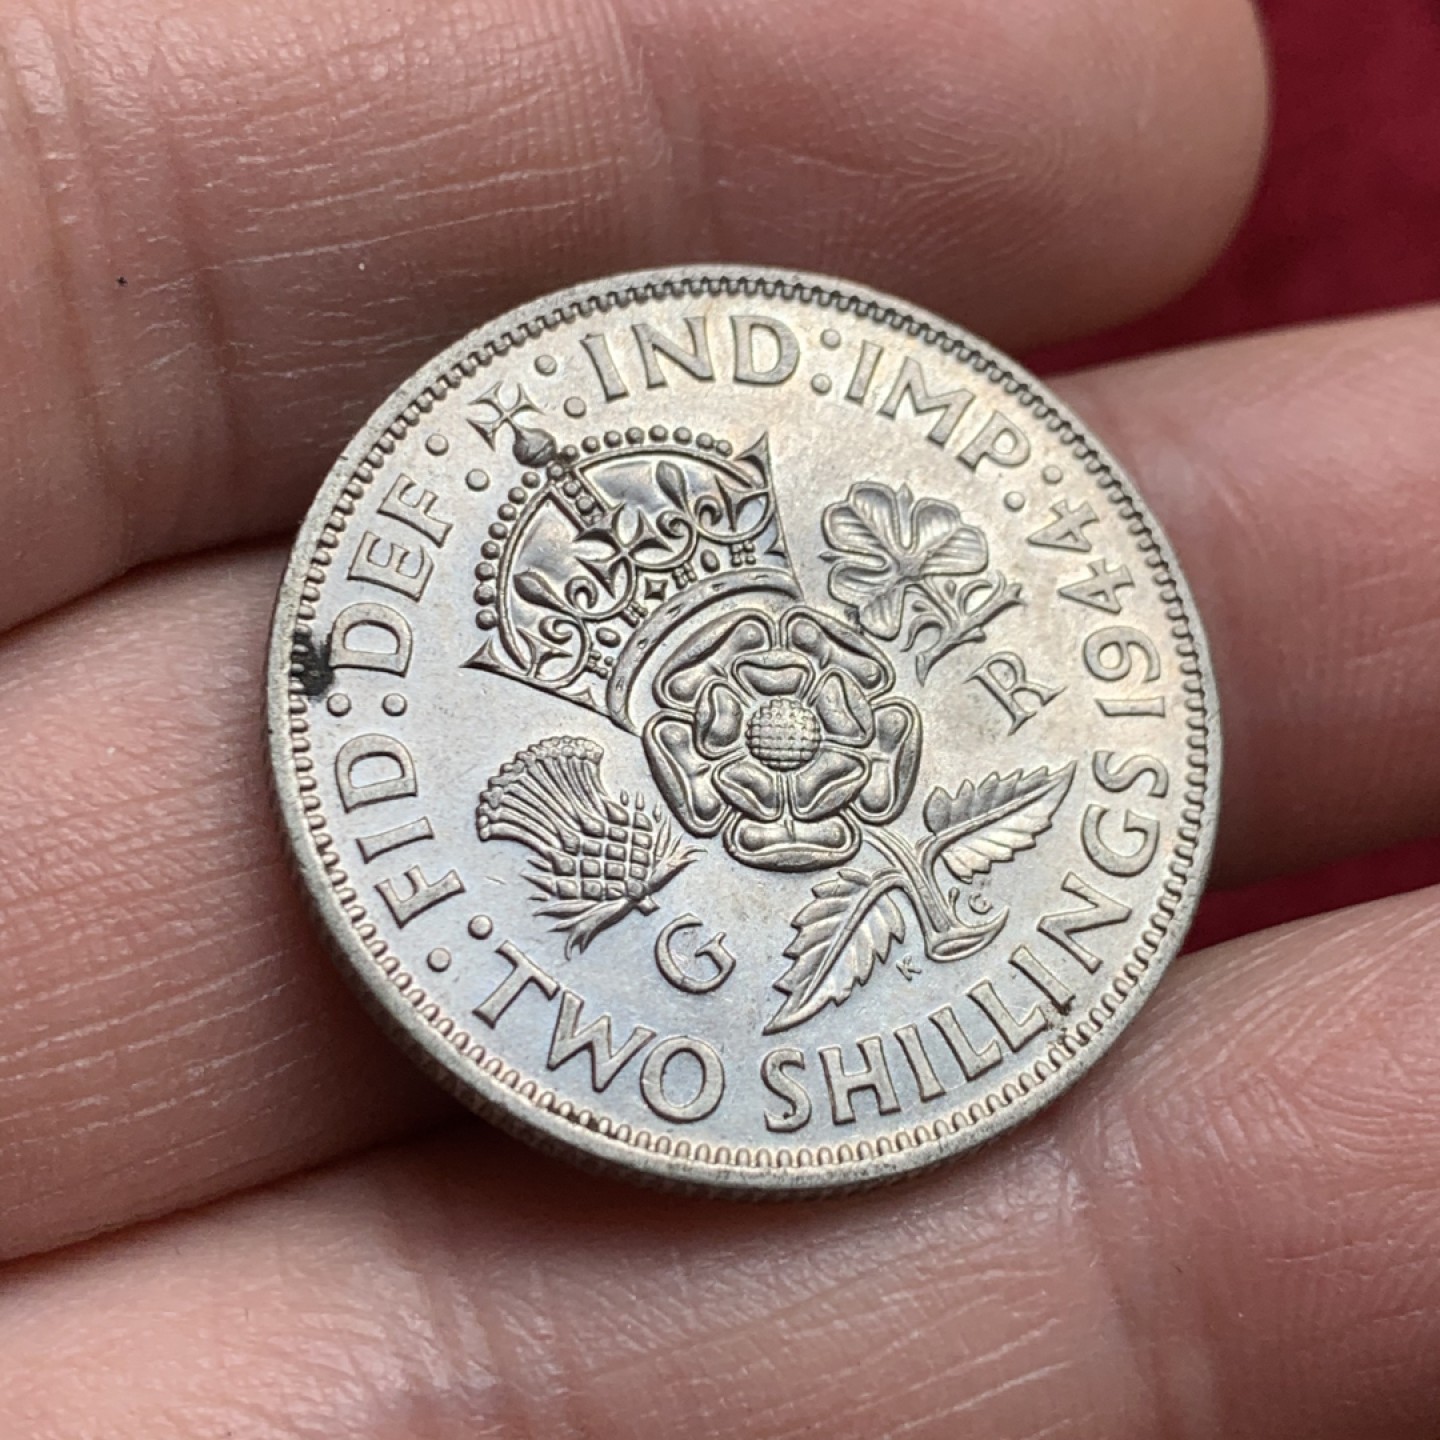 FID:DEF:IND:IMP:1944
TWO SHILLINGS
G R
K G